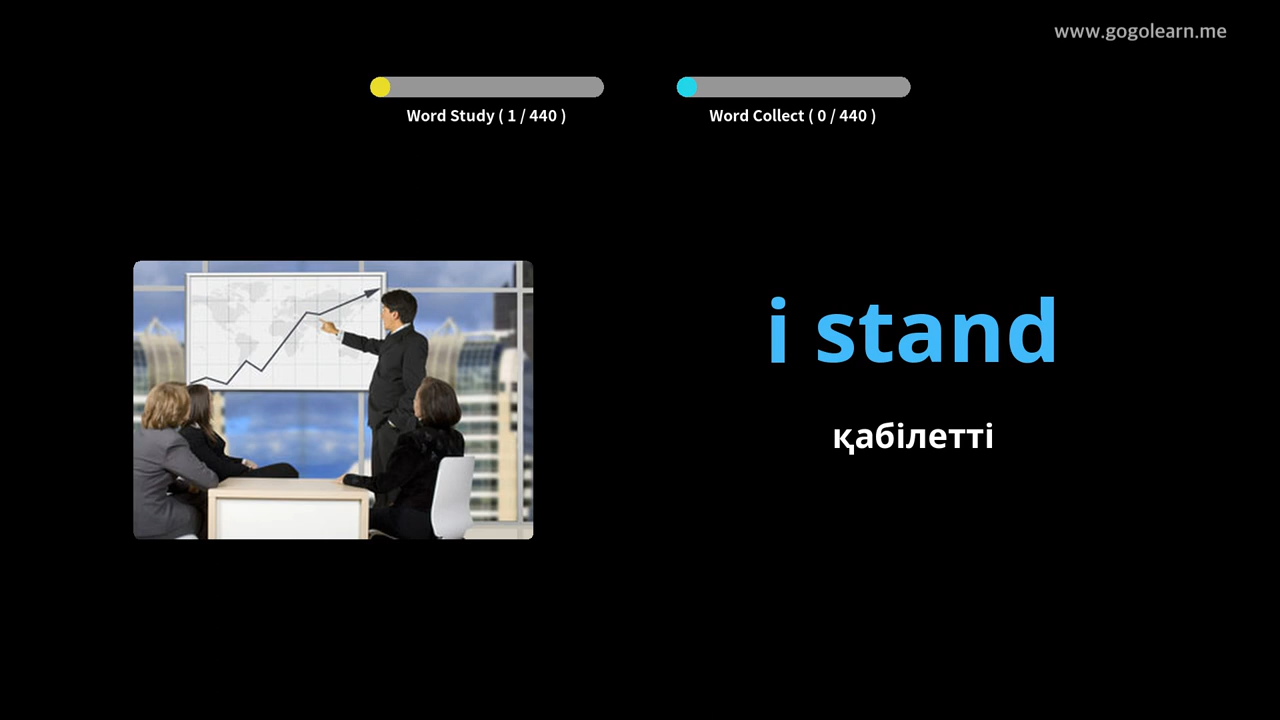 www.gogolearn.me
Word Study ( 1 / 440 )
Word Collect ( 0 / 440 )
i stand
қабілетті